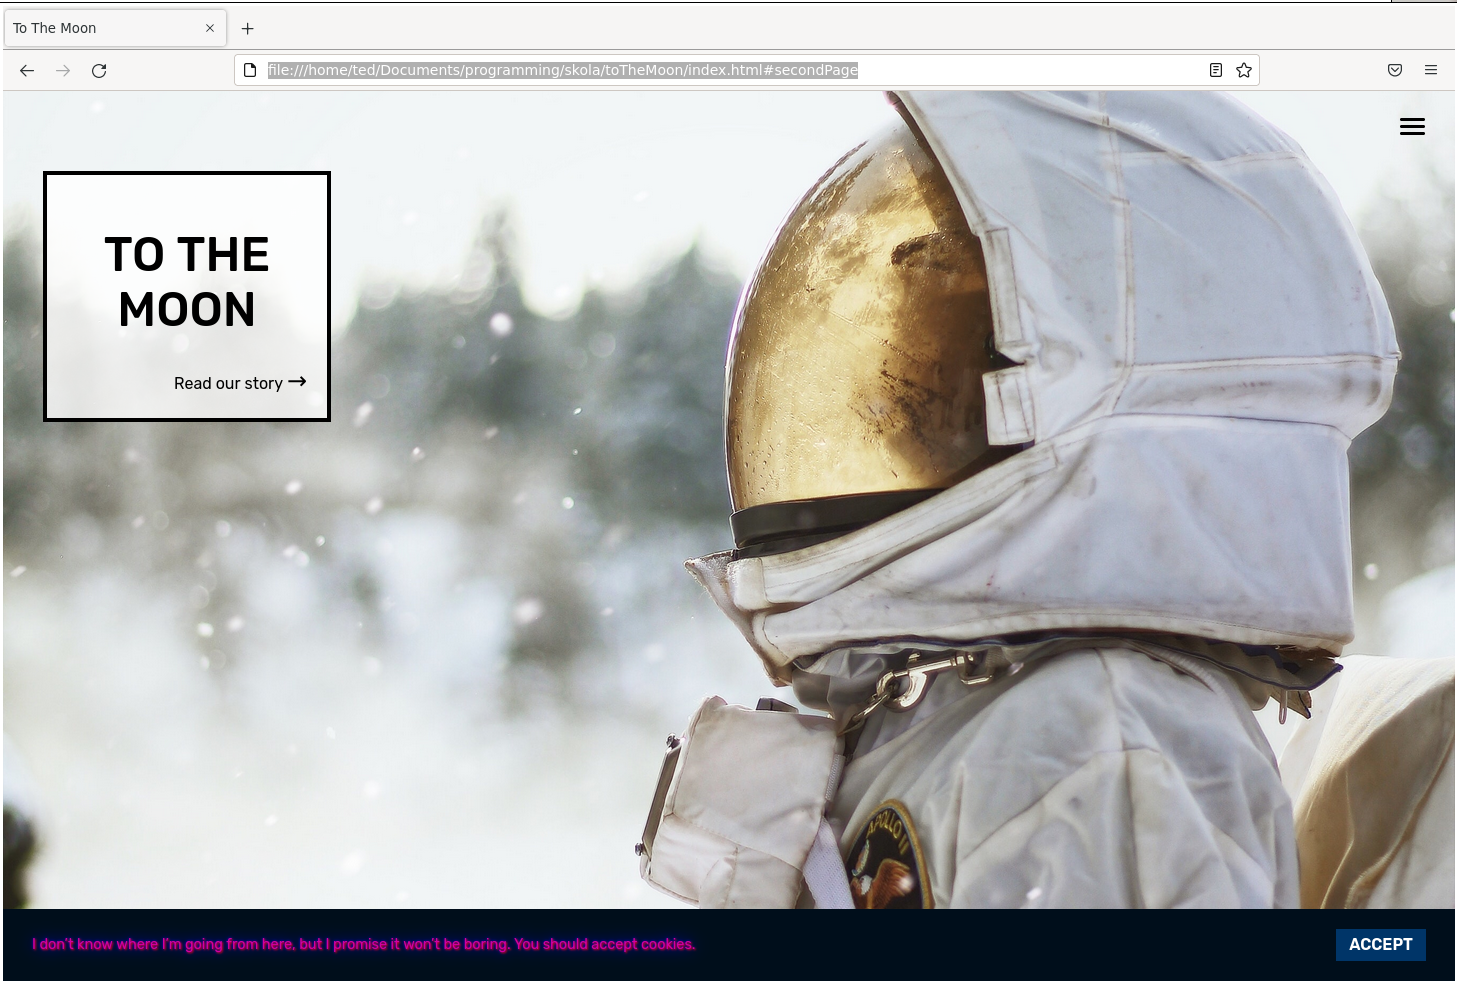 To The Moon
file:///home/ted/Documents/programming/skola/toTheMoon/index.html#secondPage
TO THE
MOON
Read our story →
APOLLO 11
I don't know where I'm going from here, but I promise it won't be boring. You should accept cookies.
ACCEPT